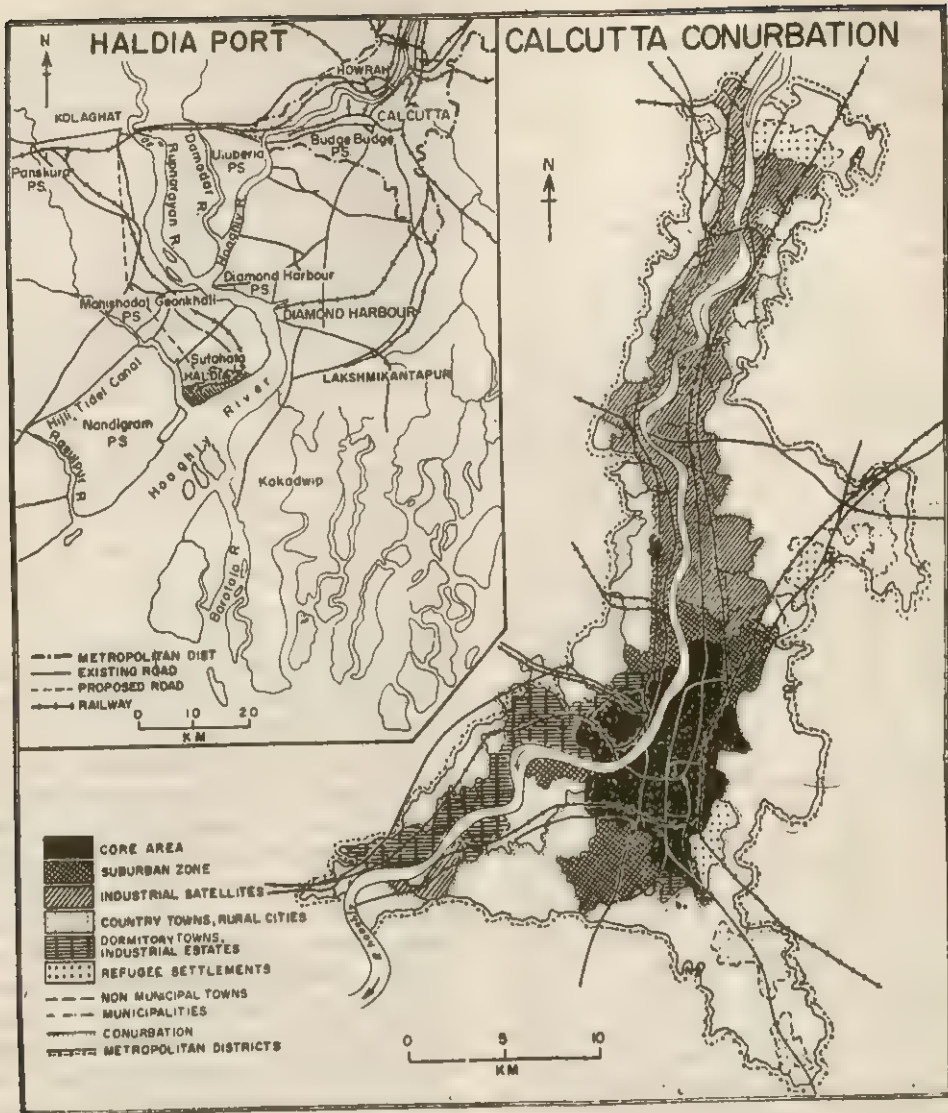 HALDIA PORT
N
HOWRAH
KOLAGHAT
CALCUTTA
Panskura
PS.
Rupnarayan R.
Damodar R.
Uluberia
PS
Budge Budge
PS.
Hooghly R.
Diamond Harbour
PS
Mahishadal
PS
Geonkhali
DIAMOND HARBOUR
Sutahata
HALDIA
LAKSHMIKANTAPUR
Hijli Tidal Canal
Nandigram
PS
Rasulpur R.
Hooghly River
Kakadwip
Baratala R.
METROPOLITAN DIST
EXISTING ROAD
PROPOSED ROAD
RAILWAY
0 10 20
KM
CALCUTTA CONURBATION
N
CORE AREA
SUBURBAN ZONE
INDUSTRIAL SATELLITES
COUNTRY TOWNS, RURAL CITIES
DORMITORY TOWNS,
INDUSTRIAL ESTATES
REFUGEE SETTLEMENTS
NON MUNICIPAL TOWNS
MUNICIPALITIES
CONURBATION
METROPOLITAN DISTRICTS
0 5 10
KM